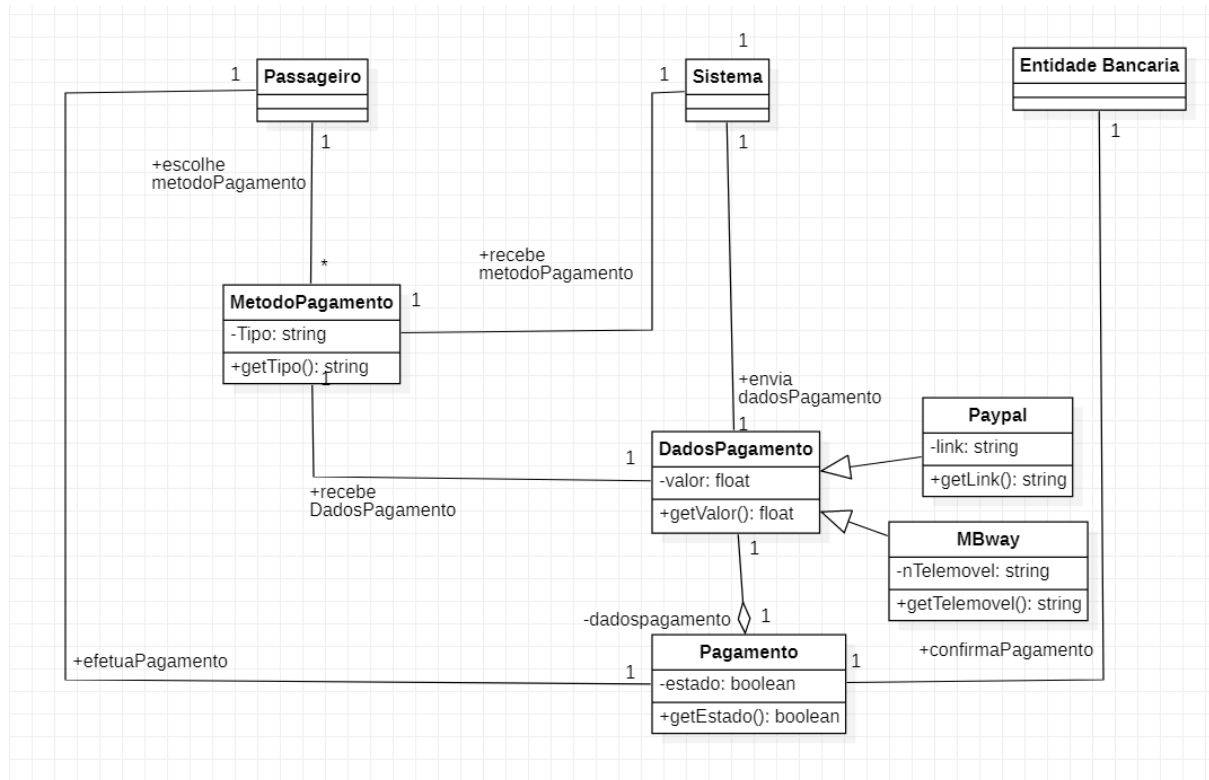 1
1
Passageiro
1
Sistema
Entidade Bancaria
1
1
1
+escolhe
metodoPagamento
+recebe
metodoPagamento
*
MetodoPagamento
1
-Tipo: string
+getTipo(): string
1
+envia
dadosPagamento
1
Paypal
-link: string
+getLink(): string
DadosPagamento
1
-valor: float
+getValor(): float
+recebe
DadosPagamento
MBway
-nTelemovel: string
+getTelemovel(): string
1
-dadospagamento
1
Pagamento
-estado: boolean
+getEstado(): boolean
+confirmaPagamento
1
+efetuaPagamento
1